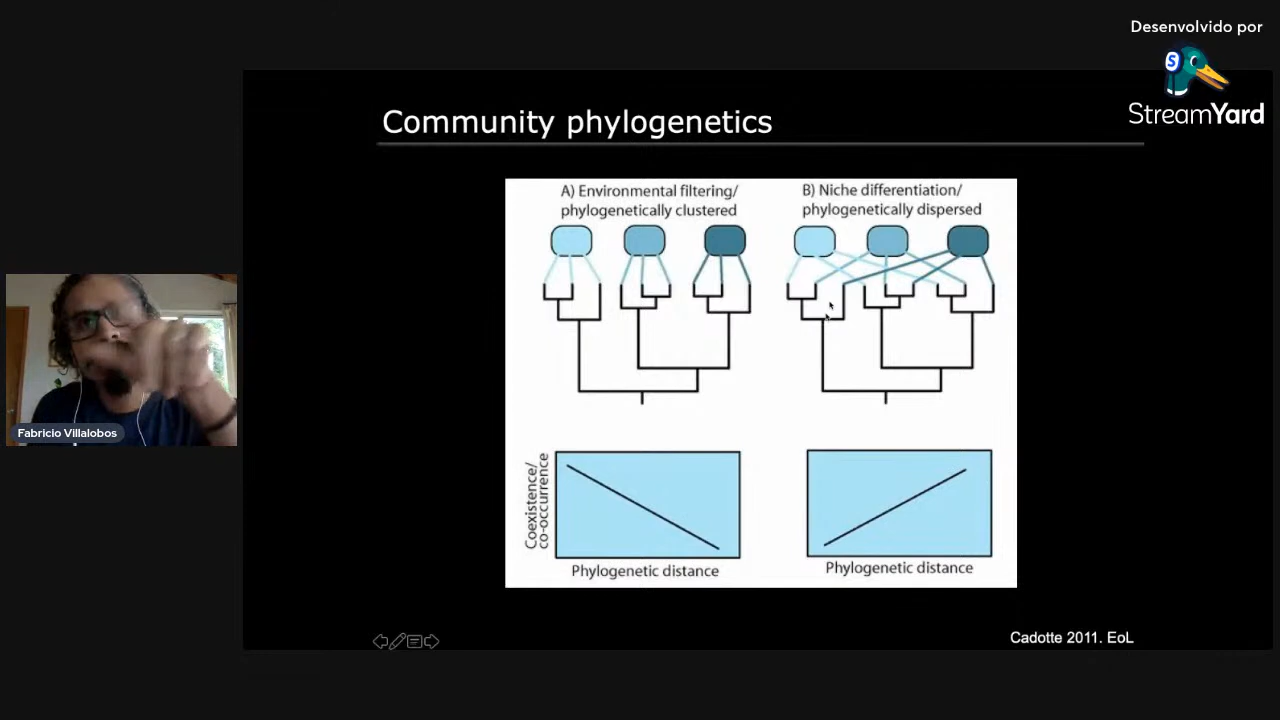 Desenvolvido por
S
StreamYard
Community phylogenetics
A) Environmental filtering/
phylogenetically clustered
B) Niche differentiation/
phylogenetically dispersed
Fabricio Villalobos
Coexistence/
co-occurrence
Phylogenetic distance
Phylogenetic distance
Cadotte 2011. EoL